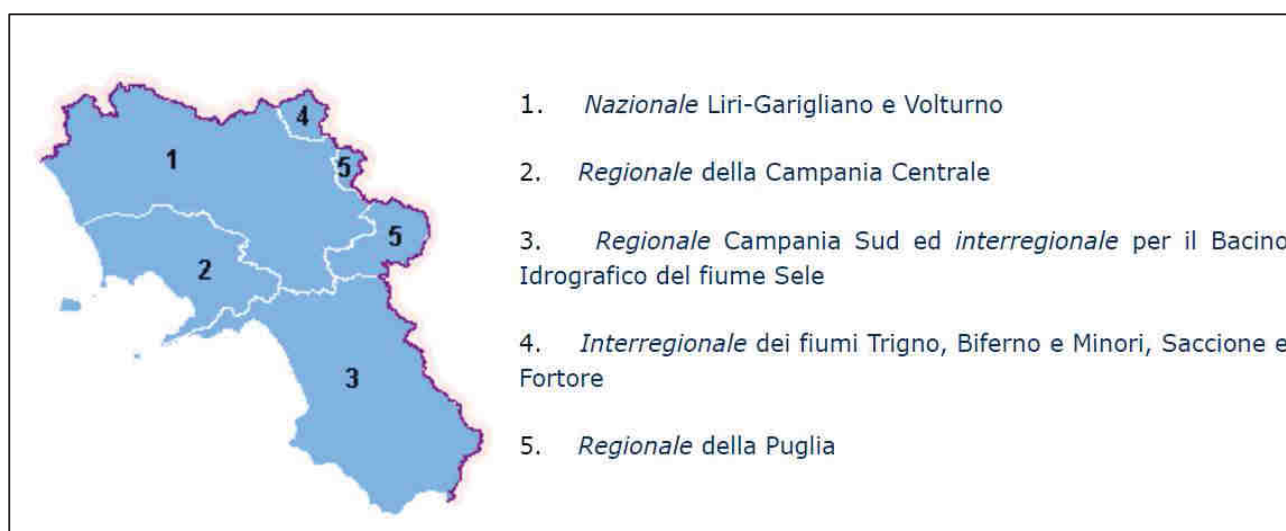 1. Nazionale Liri-Garigliano e Volturno
2. Regionale della Campania Centrale
3. Regionale Campania Sud ed interregionale per il Bacino
Idrografico del fiume Sele
4. Interregionale dei fiumi Trigno, Biferno e Minori, Saccione e
Fortore
5. Regionale della Puglia
4
1
5
5
2
3